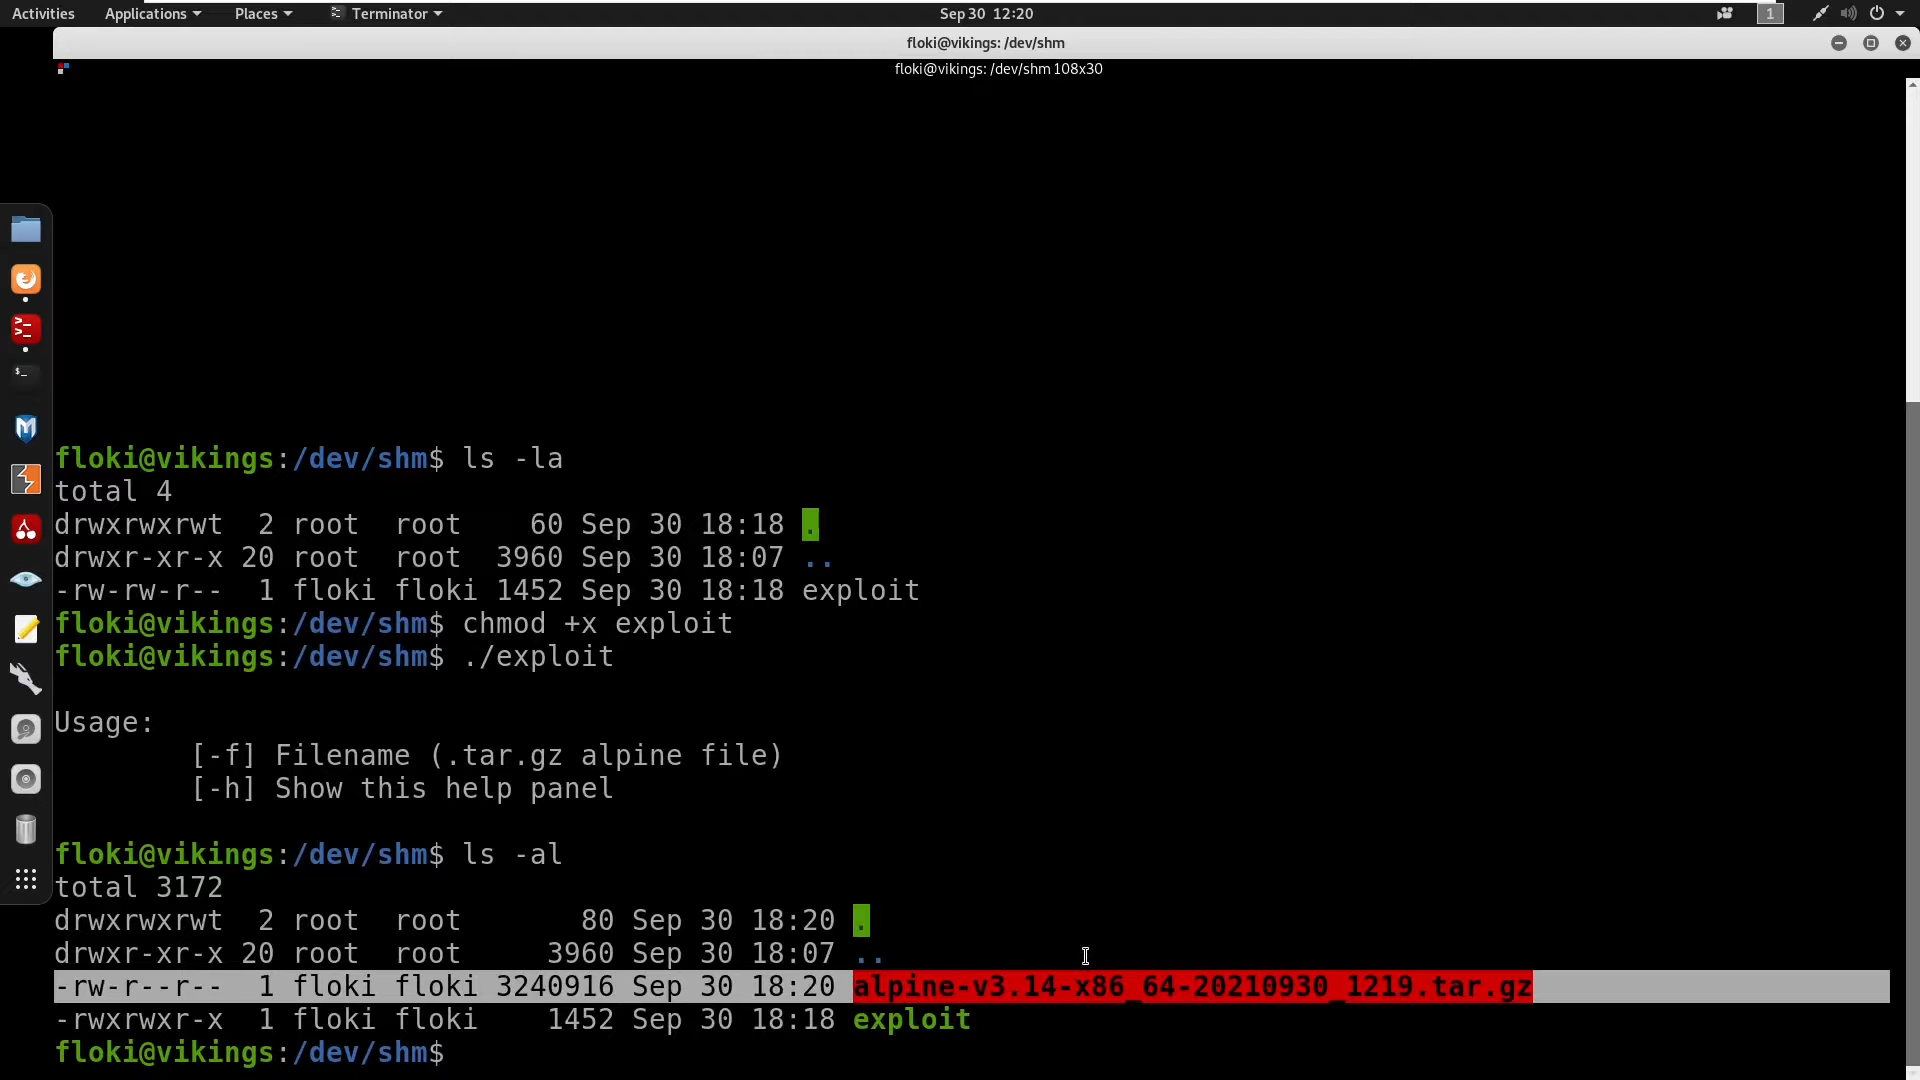 Activities Applications Places Terminator Sep 30 12:20 1
floki@vikings: /dev/shm
floki@vikings: /dev/shm 108x30
floki@vikings:/dev/shm$ ls -la
total 4
drwxrwxrwt  2 root  root    60 Sep 30 18:18 .
drwxr-xr-x 20 root  root  3960 Sep 30 18:07 ..
-rw-rw-r--  1 floki floki 1452 Sep 30 18:18 exploit
floki@vikings:/dev/shm$ chmod +x exploit
floki@vikings:/dev/shm$ ./exploit
Usage:
[-f] Filename (.tar.gz alpine file)
[-h] Show this help panel
floki@vikings:/dev/shm$ ls -al
total 3172
drwxrwxrwt  2 root  root       80 Sep 30 18:20 .
drwxr-xr-x 20 root  root     3960 Sep 30 18:07 ..
-rw-r--r--  1 floki floki 3240916 Sep 30 18:20 alpine-v3.14-x86_64-20210930_1219.tar.gz
-rwxrwxr-x  1 floki floki    1452 Sep 30 18:18 exploit
floki@vikings:/dev/shm$